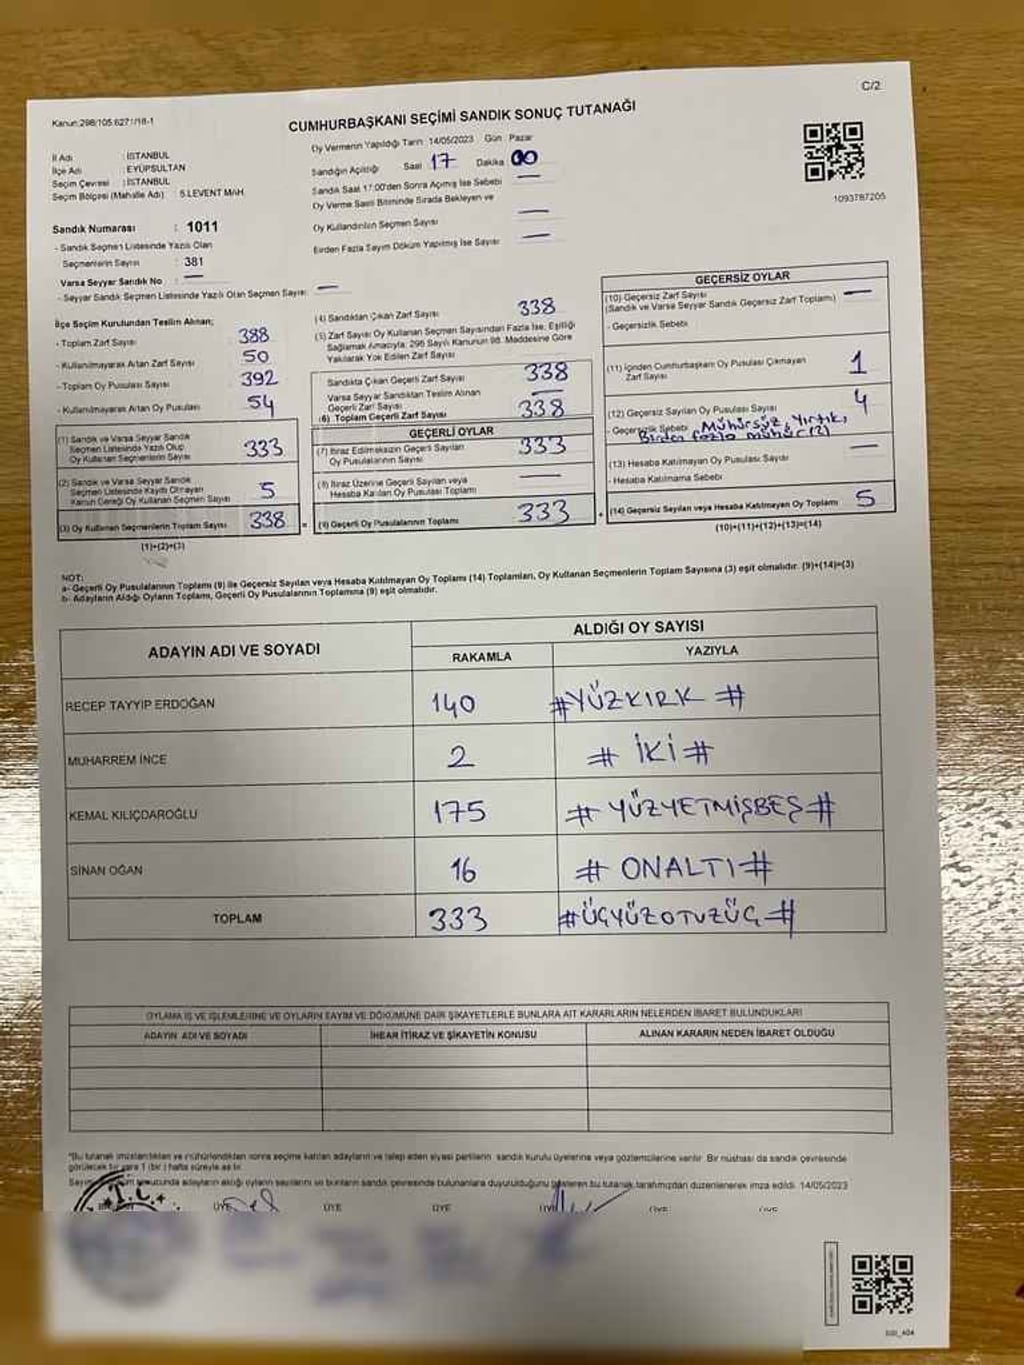 C/2
Kanun:298/105.6271/18-1
CUMHURBAŞKANI SEÇİMİ SANDIK SONUÇ TUTANAĞI
İl Adı : İSTANBUL
İlçe Adı : EYÜPSULTAN
Seçim Çevresi : İSTANBUL
Seçim Bölgesi (Mahalle Adı) : 5.LEVENT MAH.
Oy Vermenin Yapıldığı Tarih 14/05/2023 Gün Pazar
Sandığın Açıldığı Saat 17 Dakika 00
Sandık Saat 17:00'den Sonra Açılmış İse Sebebi —
Oy Verme Saati Bitiminde Sırada Bekleyen ve
Oy Kullandırılan Seçmen Sayısı —
Birden Fazla Sayım Döküm Yapılmış İse Sayısı —
1093787205
Sandık Numarası : 1011
- Sandık Seçmen Listesinde Yazılı Olan
Seçmenlerin Sayısı : 381
Varsa Seyyar Sandık No : —
- Seyyar Sandık Seçmen Listesinde Yazılı Olan Seçmen Sayısı: —
İlçe Seçim Kurulundan Teslim Alınan;
- Toplam Zarf Sayısı : 388
- Kullanılmayarak Artan Zarf Sayısı : 50
- Toplam Oy Pusulası Sayısı : 392
- Kullanılmayarak Artan Oy Pusulası : 54
(1) Sandık ve Varsa Seyyar Sandık
Seçmen Listesinde Yazılı Olup
Oy Kullanan Seçmenlerin Sayısı 333
(2) Sandık ve Varsa Seyyar Sandık
Seçmen Listesinde Kayıtlı Olmayan
Kanun Gereği Oy Kullanan Seçmen Sayısı 5
(3) Oy Kullanan Seçmenlerin Toplam Sayısı 338
(1)+(2)=(3)
(4) Sandıktan Çıkan Zarf Sayısı 338
(5) Zarf Sayısı Oy Kullanan Seçmen Sayısından Fazla İse, Eşitliği
Sağlamak Amacıyla; 298 Sayılı Kanunun 98. Maddesine Göre
Yakılarak Yok Edilen Zarf Sayısı
Sandıkta Çıkan Geçerli Zarf Sayısı 338
Varsa Seyyar Sandıktan Teslim Alınan
Geçerli Zarf Sayısı —
(6) Toplam Geçerli Zarf Sayısı 338
GEÇERLİ OYLAR
(7) İtiraz Edilmeksizin Geçerli Sayılan
Oy Pusulalarının Sayısı 333
(8) İtiraz Üzerine Geçerli Sayılan veya
Hesaba Katılan Oy Pusulası Toplamı —
(9) Geçerli Oy Pusulalarının Toplamı 333
GEÇERSİZ OYLAR
(10) Geçersiz Zarf Sayısı —
(Sandık ve Varsa Seyyar Sandık Geçersiz Zarf Toplamı)
- Geçersizlik Sebebi
(11) İçinden Cumhurbaşkanı Oy Pusulası Çıkmayan
Zarf Sayısı 1
(12) Geçersiz Sayılan Oy Pusulası Sayısı 4
- Geçersizlik Sebebi Mühürsüz, Yırtık,
Birden fazla mühür (2)
(13) Hesaba Katılmayan Oy Pusulası Sayısı —
- Hesaba Katılmama Sebebi
(14) Geçersiz Sayılan veya Hesaba Katılmayan Oy Toplamı 5
(10)+(11)+(12)+(13)=(14)
NOT:
a- Geçerli Oy Pusulalarının Toplamı (9) ile Geçersiz Sayılan veya Hesaba Katılmayan Oy Toplamı (14) Toplamları, Oy Kullanan Seçmenlerin Toplam Sayısına (3) eşit olmalıdır. (9)+(14)=(3)
b- Adayların Aldığı Oyların Toplamı, Geçerli Oy Pusulalarının Toplamına (9) eşit olmalıdır.
ADAYIN ADI VE SOYADI
ALDIĞI OY SAYISI
RAKAMLA YAZIYLA
RECEP TAYYİP ERDOĞAN 140 #YÜZKIRK#
MUHARREM İNCE 2 #İKİ#
KEMAL KILIÇDAROĞLU 175 #YÜZYETMİŞBEŞ#
SİNAN OĞAN 16 #ONALTI#
TOPLAM 333 #ÜÇYÜZOTUZÜÇ#
OYLAMA İŞ VE İŞLEMLERİNE VE OYLARIN SAYIM VE DÖKÜMÜNE DAİR ŞİKAYETLERLE BUNLARA AİT KARARLARIN NELERDEN İBARET BULUNDUKLARI
ADAYIN ADI VE SOYADI İHBAR İTİRAZ VE ŞİKAYETİN KONUSU ALINAN KARARIN NEDEN İBARET OLDUĞU
*Bu tutanak imzalandıktan ve mühürlendikten sonra seçime katılan adayların ve talep eden siyasi partilerin sandık kurulu üyelerine veya gözlemcilerine verilir. Bir nüshası da sandık çevresinde
görülecek bir yere 1 (bir) hafta süreyle asılır.
Sayım sonucunda adayların aldığı oyların sayılarını ve bunların sandık çevresinde bulunanlara duyurulduğunu gösteren bu tutanak tarafımızdan düzenlenerek imza edildi. 14/05/2023
T.C.
ÜYE ÜYE ÜYE ÜYE